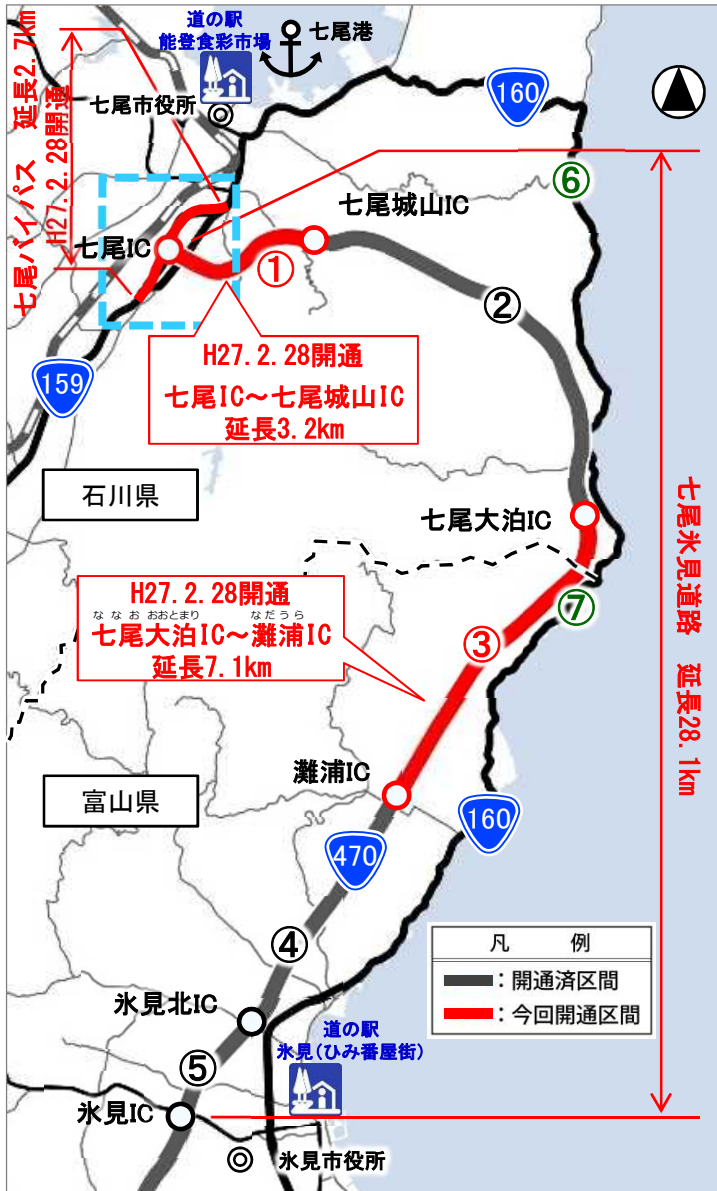 道の駅
能登食彩市場
七尾港
七尾市役所
160
七尾バイパス 延長2.7km
H27.2.28開通
⑥
七尾城山IC
七尾IC
①
②
H27.2.28開通
七尾IC～七尾城山IC
延長3.2km
159
石川県
七尾大泊IC
七尾氷見道路 延長28.1km
H27.2.28開通
ななお おおとまり なだうら
七尾大泊IC～灘浦IC
延長7.1km
⑦
③
灘浦IC
富山県
160
470
④
凡 例
：開通済区間
：今回開通区間
氷見北IC
道の駅
氷見(ひみ番屋街)
⑤
氷見IC
氷見市役所